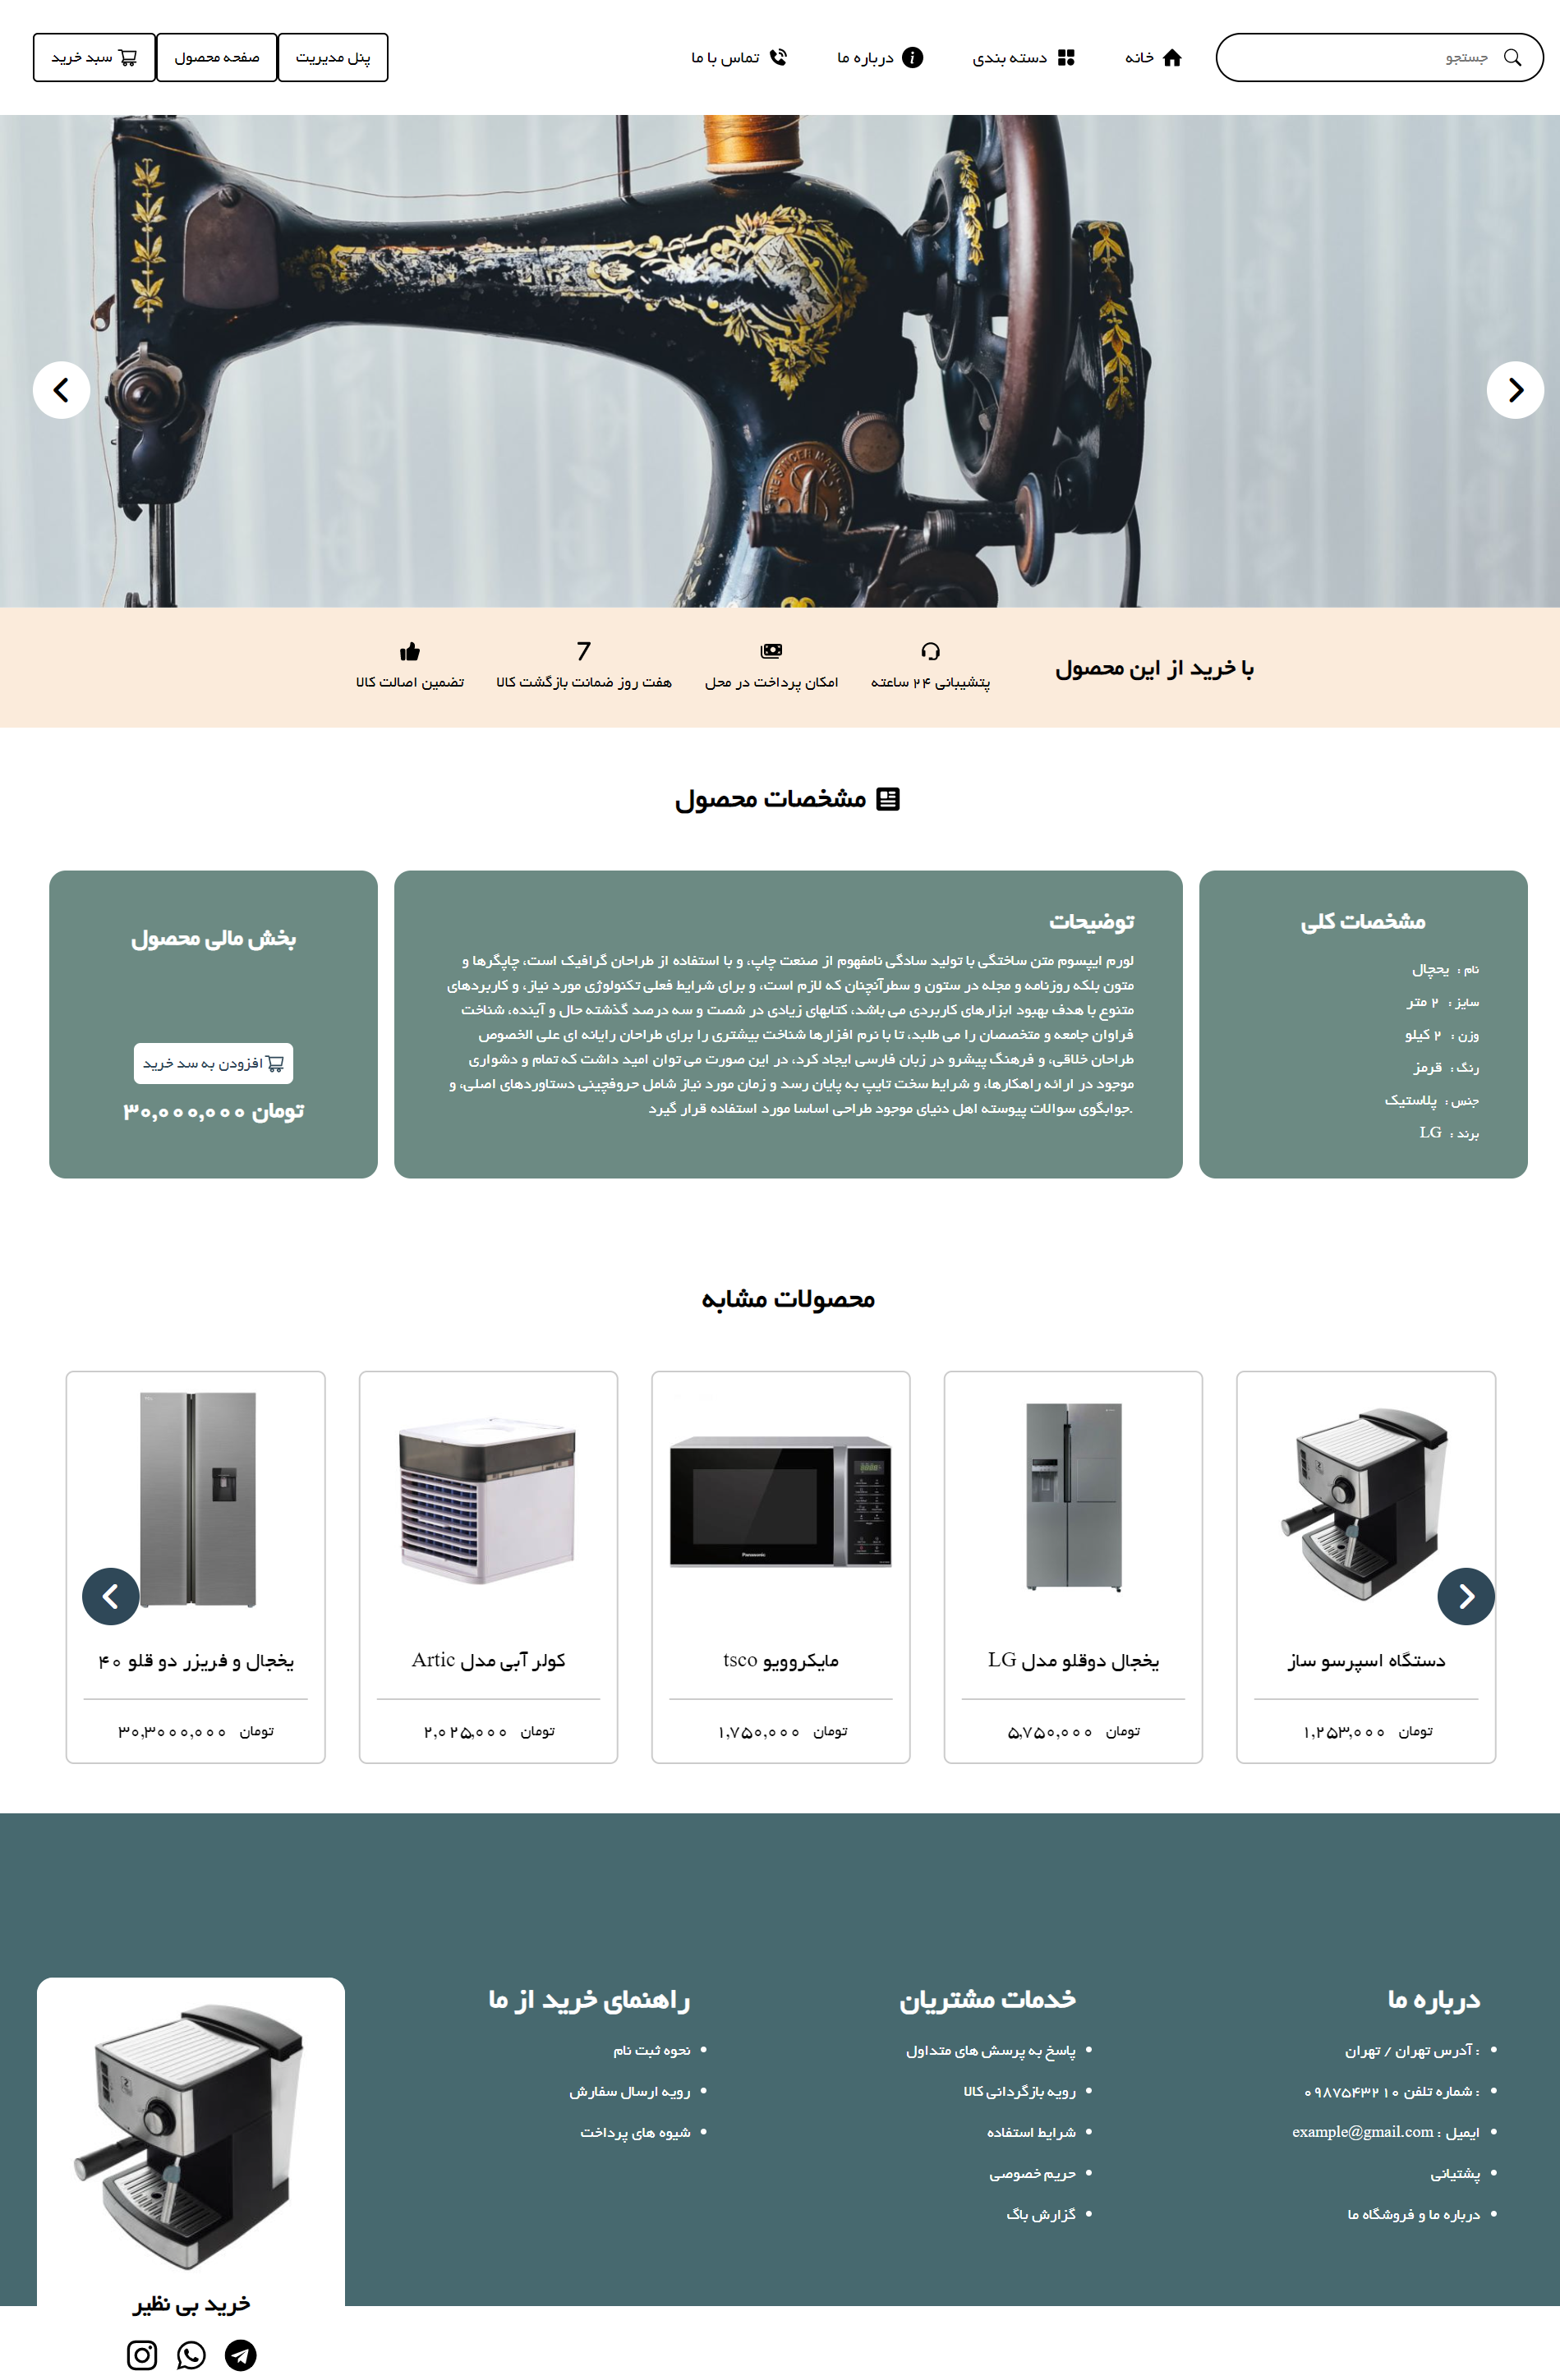 جستجو
خانه
دسته بندی
درباره ما
تماس با ما
پنل مدیریت
صفحه محصول
سبد خرید
THE SINGER MAN
با خرید از این محصول
پتشیبانی ۲۴ ساعته
امکان پرداخت در محل
7
هفت روز ضمانت بازگشت کالا
تضمین اصالت کالا
مشخصات محصول
مشخصات کلی
نام : یحچال
سایز : ۲ متر
وزن : ۲ کیلو
رنگ : قرمز
جنس : پلاستیک
برند : LG
توضیحات
لورم ایپسوم متن ساختگی با تولید سادگی نامفهوم از صنعت چاپ، و با استفاده از طراحان گرافیک است، چاپگرها و
متون بلکه روزنامه و مجله در ستون و سطرآنچنان که لازم است، و برای شرایط فعلی تکنولوژی مورد نیاز، و کاربردهای
متنوع با هدف بهبود ابزارهای کاربردی می باشد، کتابهای زیادی در شصت و سه درصد گذشته حال و آینده، شناخت
فراوان جامعه و متخصصان را می طلبد، تا با نرم افزارها شناخت بیشتری را برای طراحان رایانه ای علی الخصوص
طراحان خلاقی، و فرهنگ پیشرو در زبان فارسی ایجاد کرد، در این صورت می توان امید داشت که تمام و دشواری
موجود در ارائه راهکارها، و شرایط سخت تایپ به پایان رسد و زمان مورد نیاز شامل حروفچینی دستاوردهای اصلی، و
.جوابگوی سوالات پیوسته اهل دنیای موجود طراحی اساسا مورد استفاده قرار گیرد
بخش مالی محصول
افزودن به سد خرید
تومان ۳۰,۰۰۰,۰۰۰
محصولات مشابه
Panasonic
دستگاه اسپرسو ساز
تومان ۱,۲۵۳,۰۰۰
یخجال دوقلو مدل LG
تومان ۵,۷۵۰,۰۰۰
مایکروویو tsco
تومان ۱,۷۵۰,۰۰۰
کولر آبی مدل Artic
تومان ۲,۰۲۵,۰۰۰
یخجال و فریزر دو قلو ۴۰
تومان ۳۰,۳۰۰۰,۰۰۰
درباره ما
: آدرس تهران / تهران
: شماره تلفن ۰۹۸۷۵۴۳۲۱۰
ایمیل : example@gmail.com
پشتیانی
درباره ما و فروشگاه ما
خدمات مشتریان
پاسخ به پرسش های متداول
رویه بازگردانی کالا
شرایط استفاده
حریم خصوصی
گزارش باگ
راهنمای خرید از ما
نحوه ثبت نام
رویه ارسال سفارش
شیوه های پرداخت
خرید بی نظیر